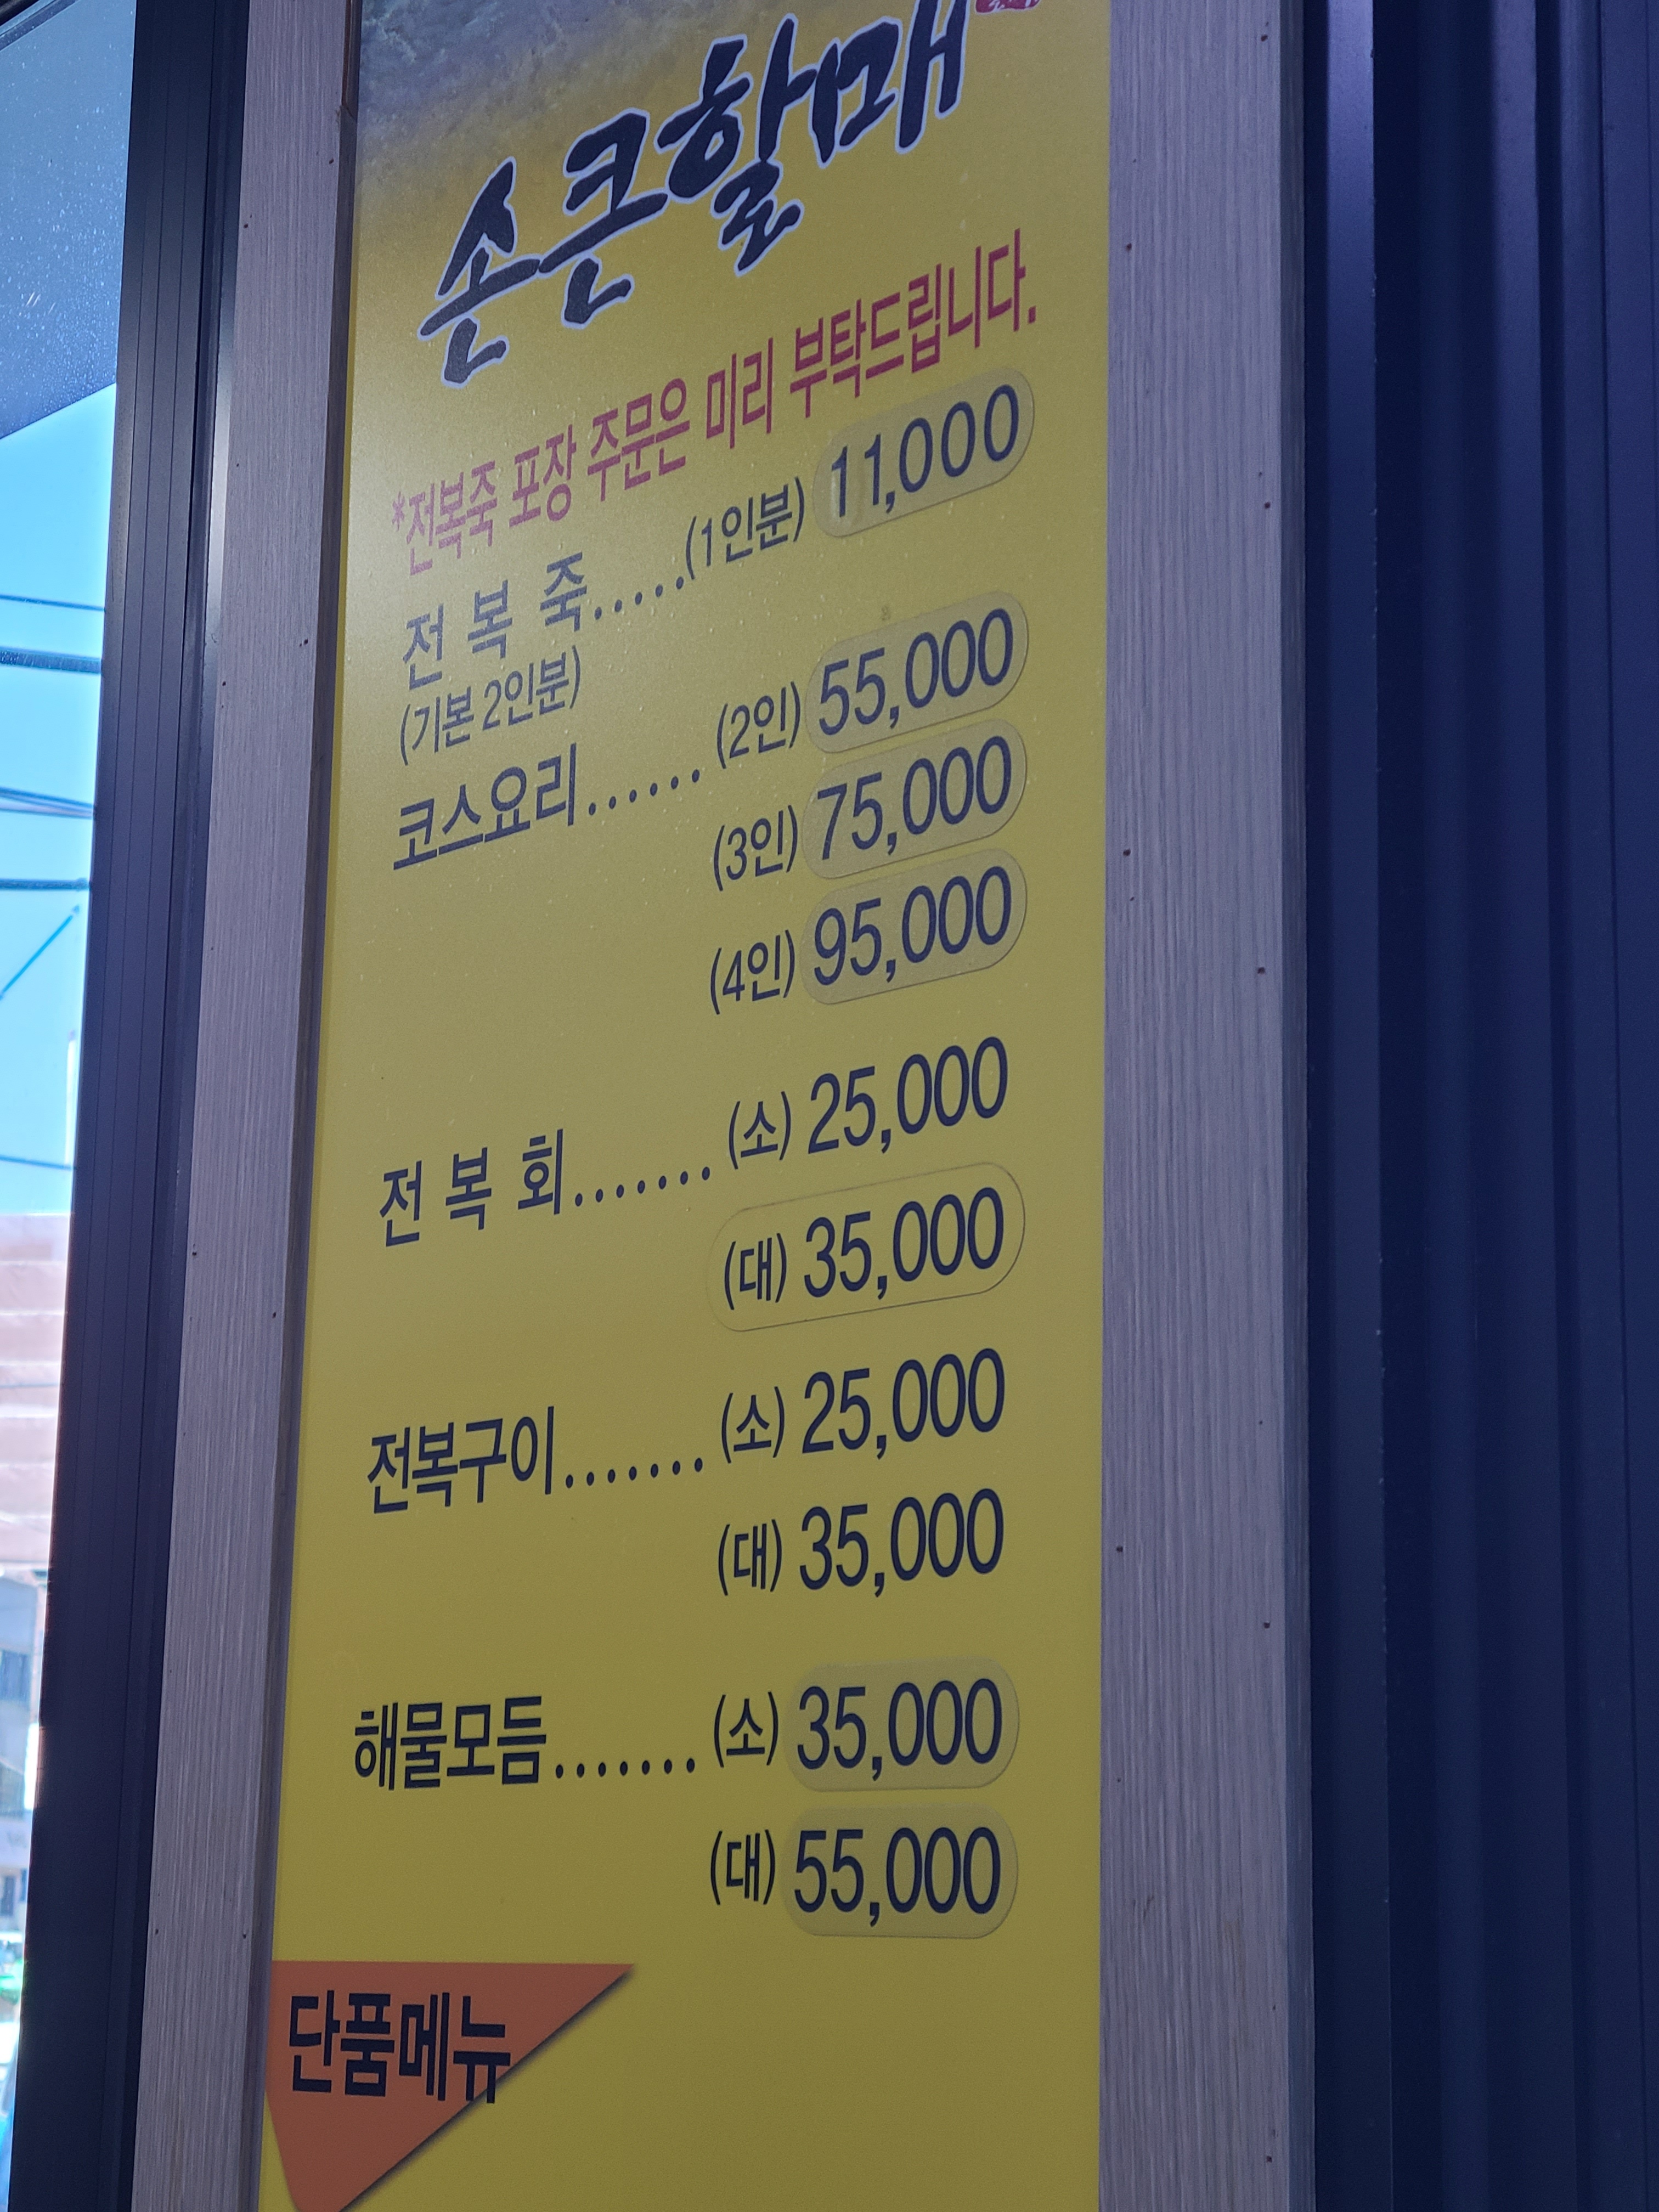 손큰할매
*전복죽 포장 주문은 미리 부탁드립니다.
전 복 죽.....(1인분) 11,000
(기본 2인분)
코스요리......(2인) 55,000
(3인) 75,000
(4인) 95,000
전 복 회.......(소) 25,000
(대) 35,000
전복구이.......(소) 25,000
(대) 35,000
해물모듬.......(소) 35,000
(대) 55,000
단품메뉴